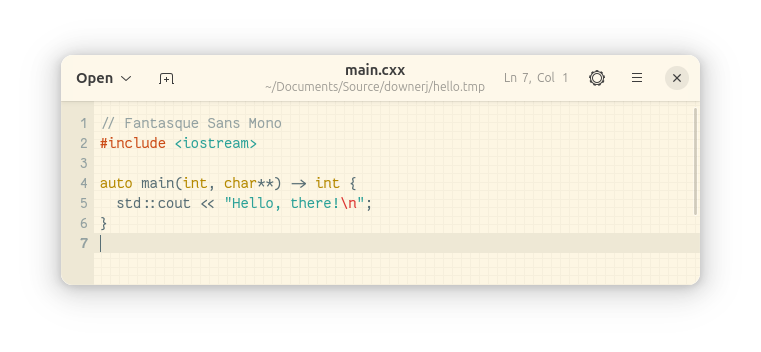 Open
main.cxx
~/Documents/Source/downerj/hello.tmp
Ln 7, Col 1
1 // Fantasque Sans Mono
2 #include <iostream>
3
4 auto main(int, char**) -> int {
5   std::cout << "Hello, there!\n";
6 }
7